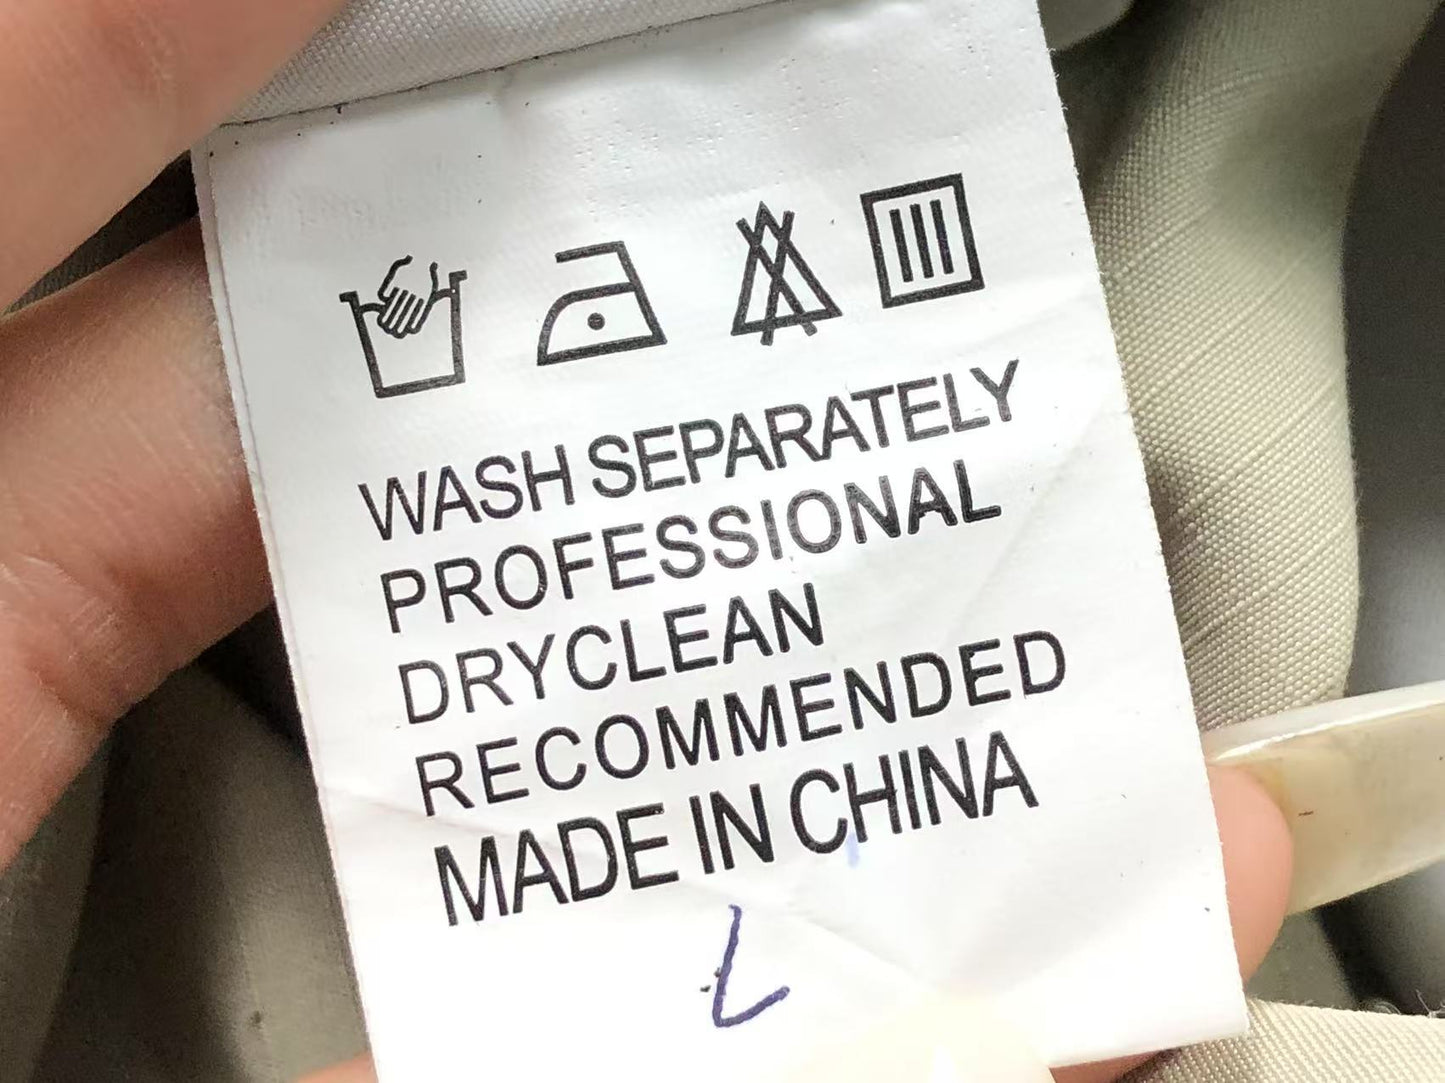 WASH SEPARATELY
PROFESSIONAL
DRYCLEAN
RECOMMENDED
MADE IN CHINA
L